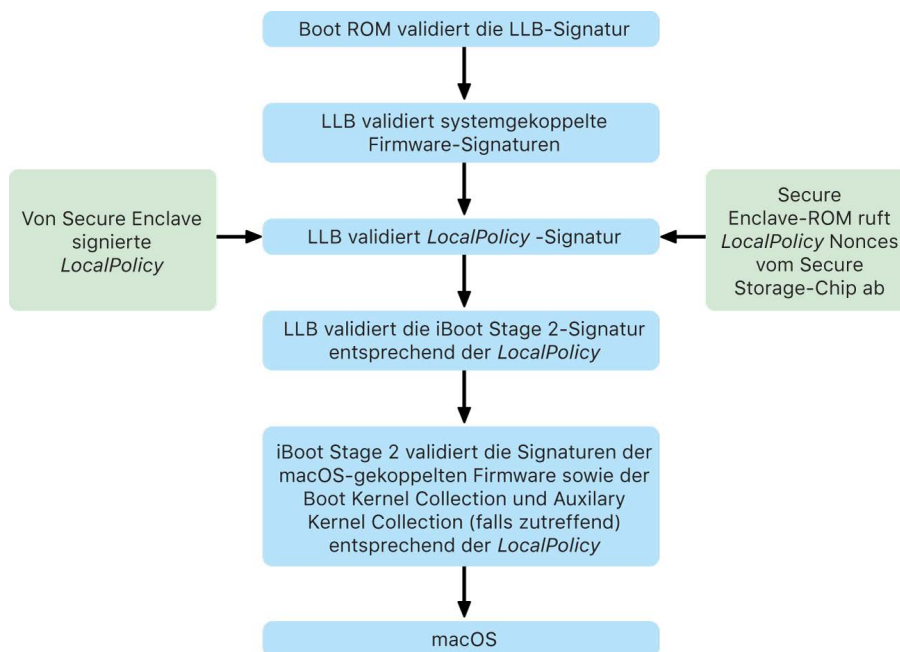 Boot ROM validiert die LLB-Signatur
LLB validiert systemgekoppelte
Firmware-Signaturen
Von Secure Enclave
signierte
LocalPolicy
LLB validiert LocalPolicy -Signatur
Secure
Enclave-ROM ruft
LocalPolicy Nonces
vom Secure
Storage-Chip ab
LLB validiert die iBoot Stage 2-Signatur
entsprechend der LocalPolicy
iBoot Stage 2 validiert die Signaturen der
macOS-gekoppelten Firmware sowie der
Boot Kernel Collection und Auxilary
Kernel Collection (falls zutreffend)
entsprechend der LocalPolicy
macOS